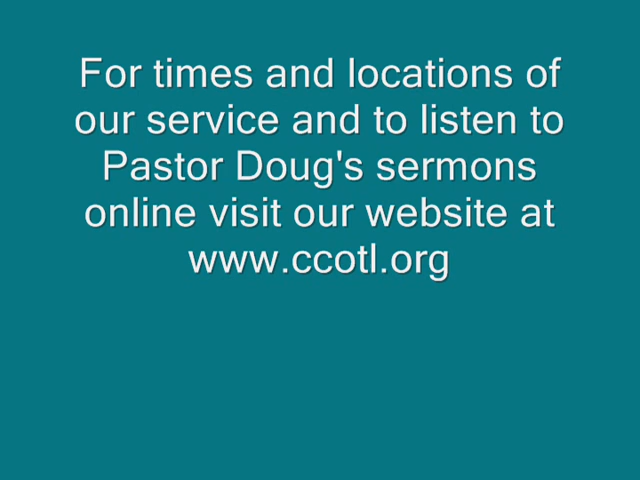 For times and locations of
our service and to listen to
Pastor Doug's sermons
online visit our website at
www.ccotl.org